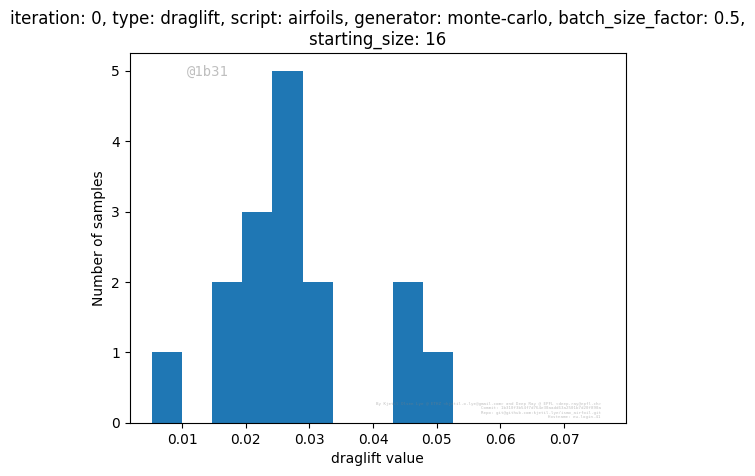 iteration: 0, type: draglift, script: airfoils, generator: monte-carlo, batch_size_factor: 0.5,
starting_size: 16
@1b31
5
4
3
2
1
0
Number of samples
0.01 0.02 0.03 0.04 0.05 0.06 0.07
draglift value